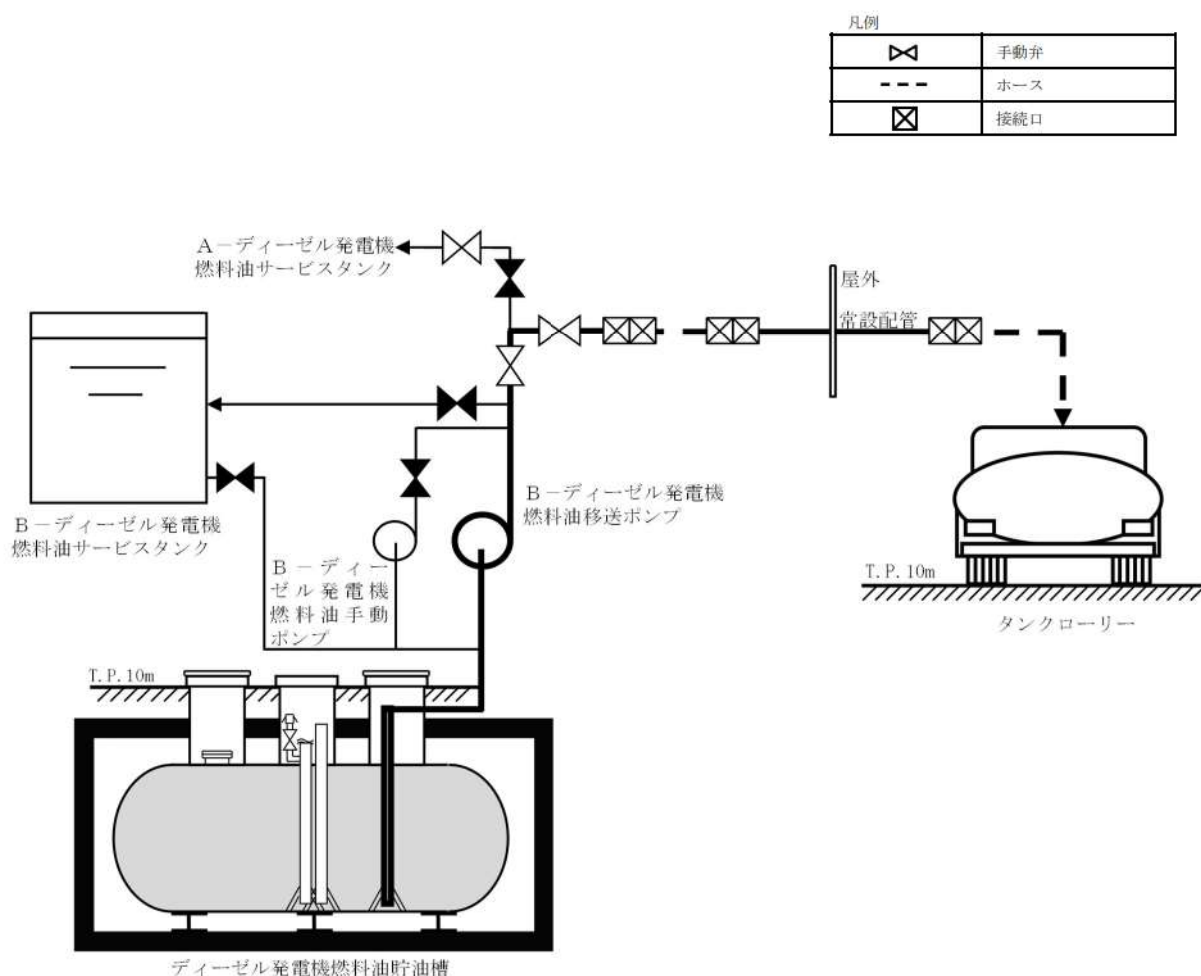 凡例
手動弁
ホース
接続口
A－ディーゼル発電機
燃料油サービスタンク
屋外
常設配管
B－ディーゼル発電機
燃料油移送ポンプ
B－ディーゼル発電機
燃料油サービスタンク
B－ディー
ゼル発電機
燃料油手動
ポンプ
T.P.10m
タンクローリー
T.P.10m
ディーゼル発電機燃料油貯油槽